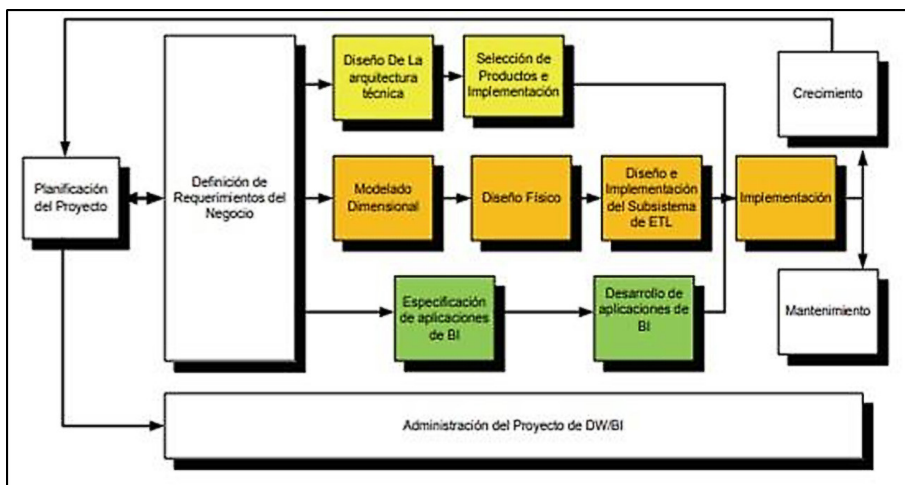 Diseño De La
arquitectura
técnica
Selección de
Productos e
Implementación
Crecimiento
Planificación
del Proyecto
Definición de
Requerimientos del
Negocio
Modelado
Dimensional
Diseño Físico
Diseño e
Implementación
del Subsistema
de ETL
Implementación
Especificación
de aplicaciones
de BI
Desarrollo de
aplicaciones de
BI
Mantenimiento
Administración del Proyecto de DW/BI